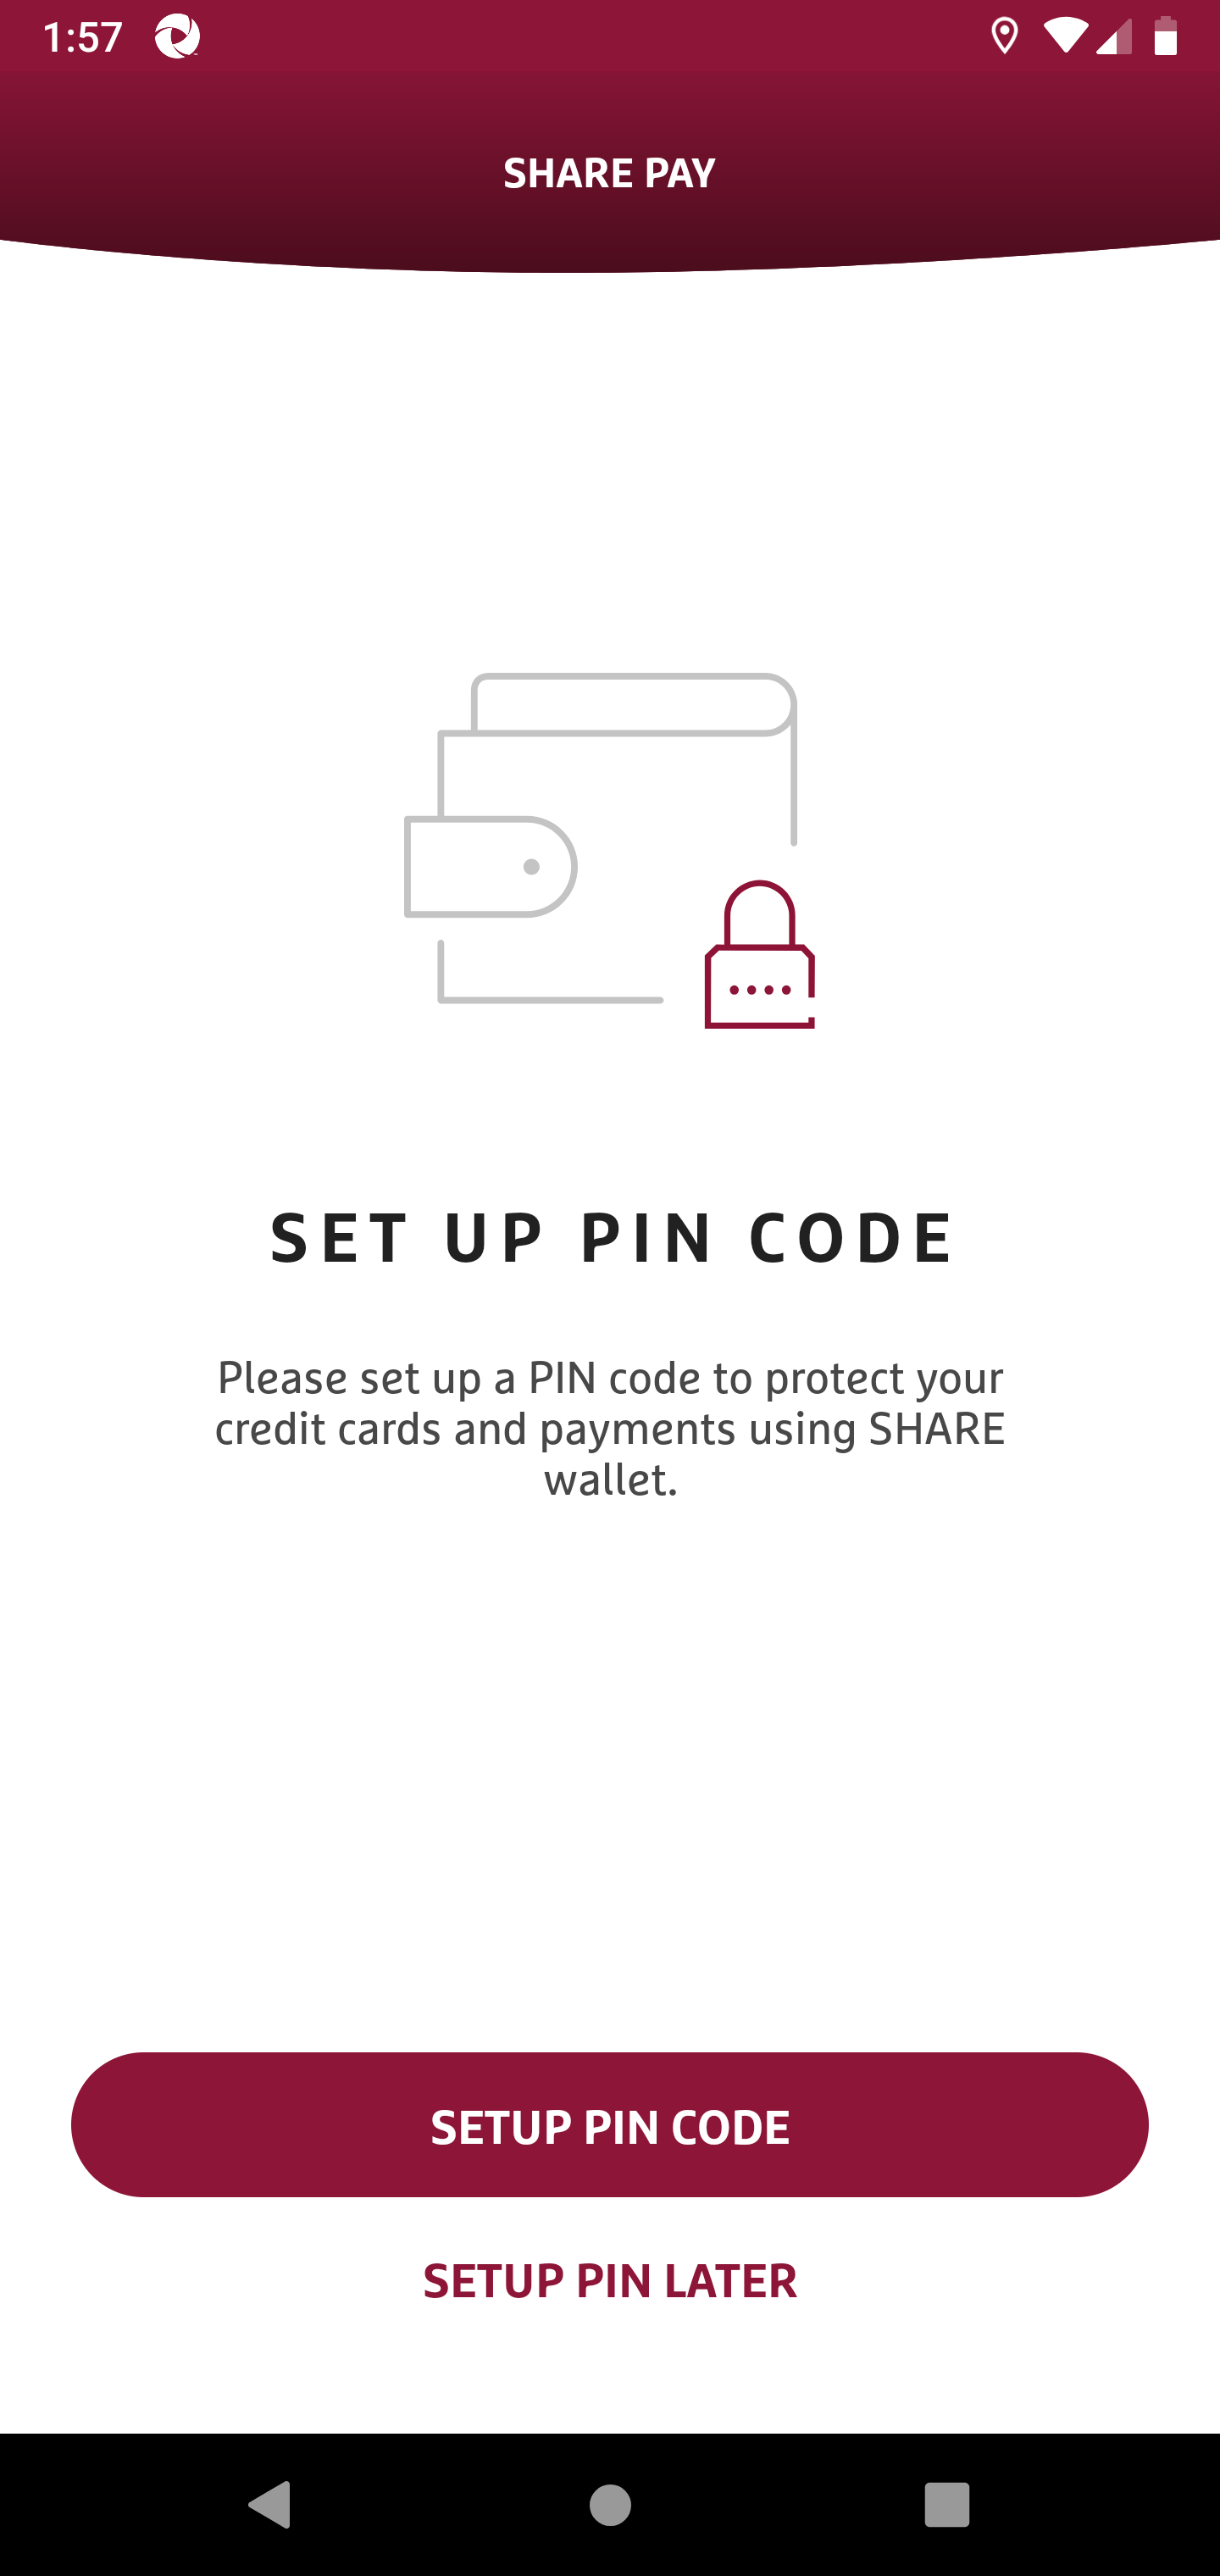 1:57
SHARE PAY
SET UP PIN CODE
Please set up a PIN code to protect your
credit cards and payments using SHARE
wallet.
SETUP PIN CODE
SETUP PIN LATER